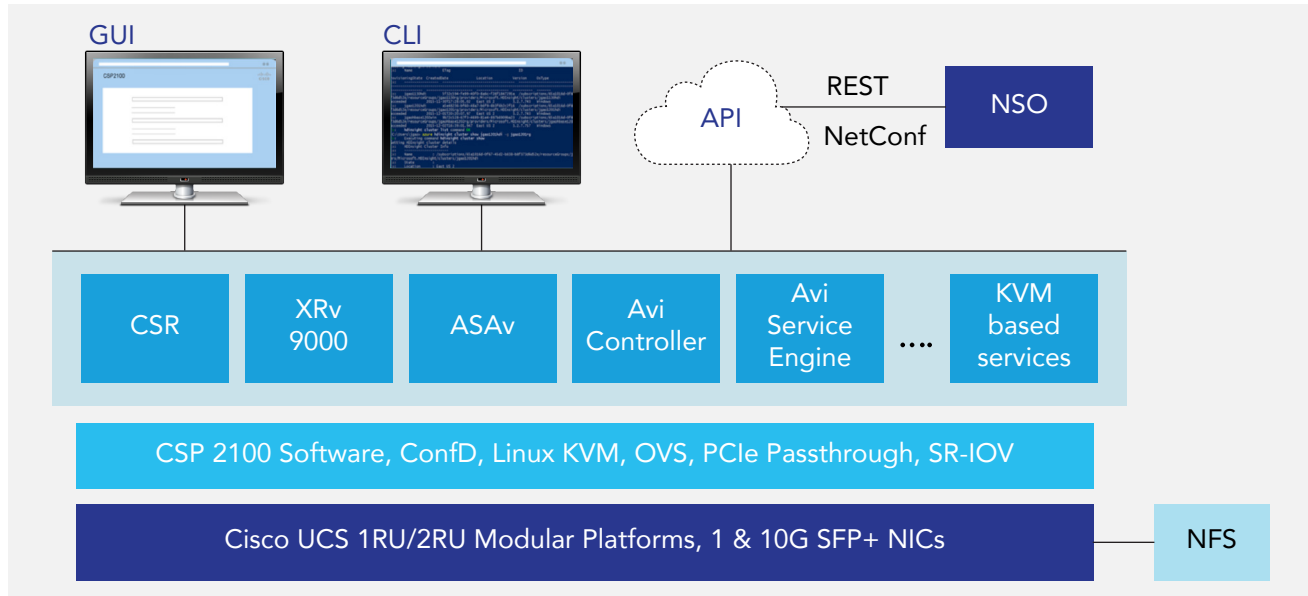 GUI
CLI
CSP2100
API
REST
NetConf
NSO
CSR
XRv
9000
ASAv
Avi
Controller
Avi
Service
Engine
....
KVM
based
services
CSP 2100 Software, ConfD, Linux KVM, OVS, PCIe Passthrough, SR-IOV
Cisco UCS 1RU/2RU Modular Platforms, 1 & 10G SFP+ NICs
NFS